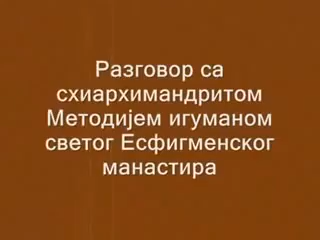 Разговор са
схиархимандритом
Методијем игуманом
светог Есфигменског
манастира